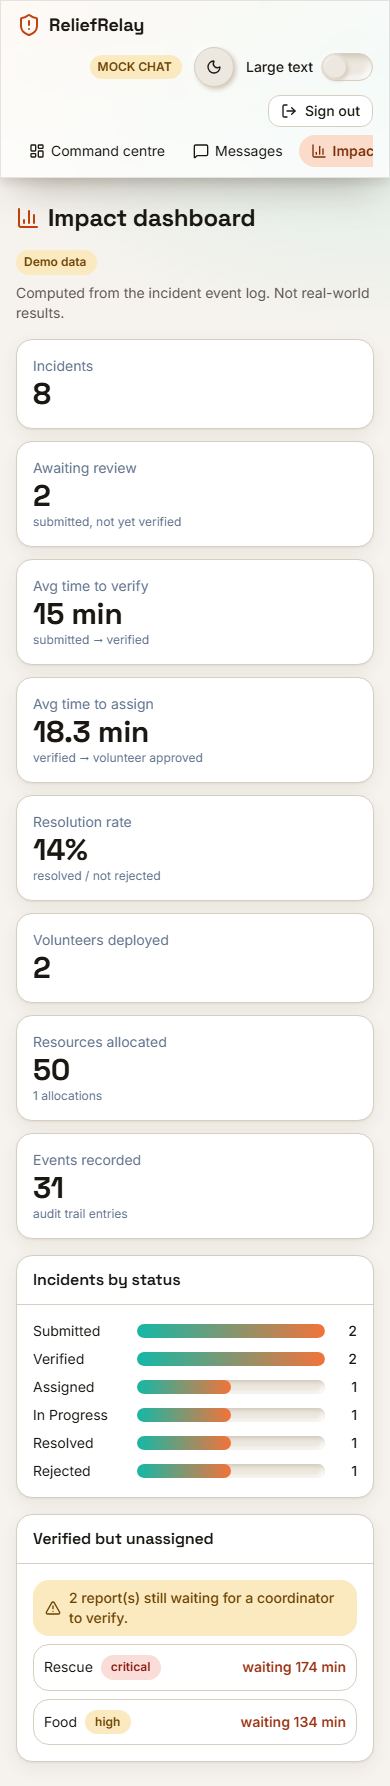 ReliefRelay
MOCK CHAT
Large text
Sign out
Command centre
Messages
Impac
Impact dashboard
Demo data
Computed from the incident event log. Not real-world
results.
Incidents
8
Awaiting review
2
submitted, not yet verified
Avg time to verify
15 min
submitted → verified
Avg time to assign
18.3 min
verified → volunteer approved
Resolution rate
14%
resolved / not rejected
Volunteers deployed
2
Resources allocated
50
1 allocations
Events recorded
31
audit trail entries
Incidents by status
Submitted 2
Verified 2
Assigned 1
In Progress 1
Resolved 1
Rejected 1
Verified but unassigned
2 report(s) still waiting for a coordinator
to verify.
Rescue critical waiting 174 min
Food high waiting 134 min